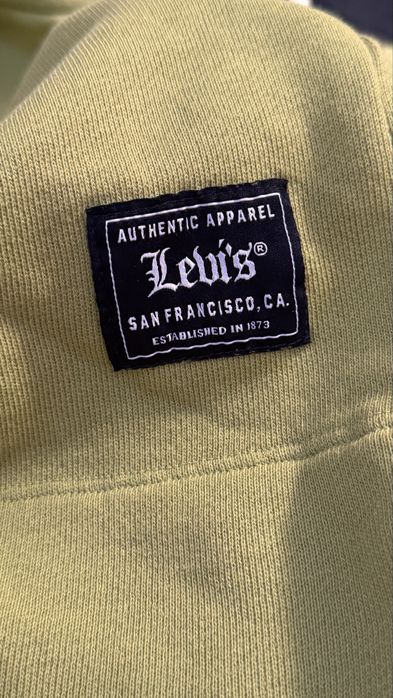 AUTHENTIC APPAREL
Levi's®
SAN FRANCISCO, CA.
ESTABLISHED IN 1873